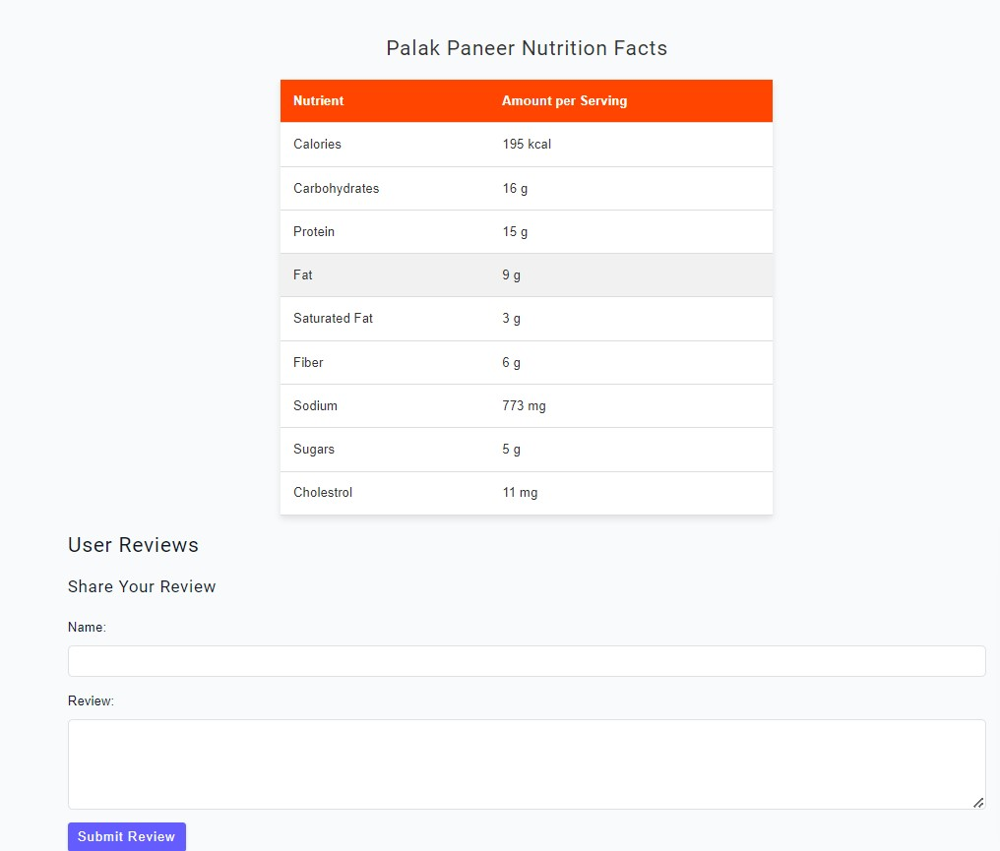 Palak Paneer Nutrition Facts
Nutrient Amount per Serving
Calories 195 kcal
Carbohydrates 16 g
Protein 15 g
Fat 9 g
Saturated Fat 3 g
Fiber 6 g
Sodium 773 mg
Sugars 5 g
Cholestrol 11 mg
User Reviews
Share Your Review
Name:
Review:
Submit Review